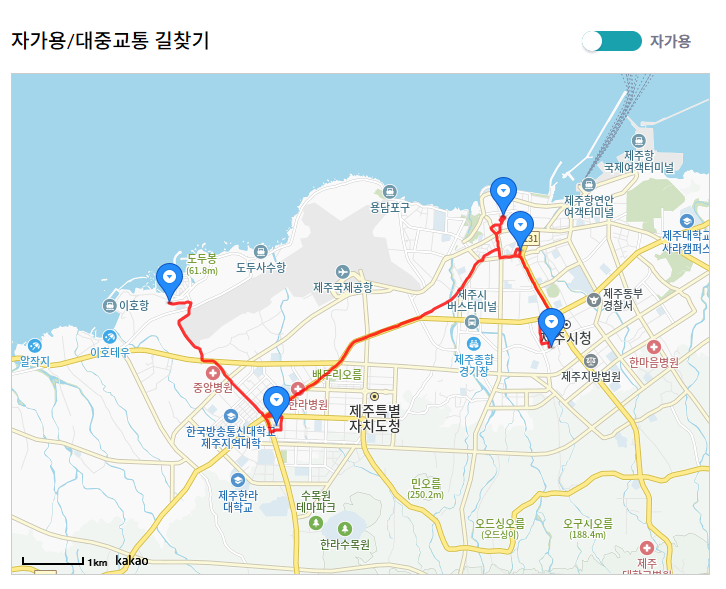 자가용/대중교통 길찾기
자가용
제주항
국제여객터미널
제주항연안
여객터미널
용담포구
제주대학교
사라캠퍼스
131
도두봉
(61.8m)
도두사수항
제주국제공항
이호항
제주시
버스터미널
제주동부
경찰서
제주시청
이호테우
알작지
제주종합
경기장
한마음병원
제주지방법원
중앙병원
배두리오름
한라병원
제주특별
자치도청
한국방송통신대학교
제주지역대학
민오름
(250.2m)
제주한라
대학교
수목원
테마파크
오드싱오름
(오드싱이)
오구시오름
(188.4m)
한라수목원
제주
1km
kakao